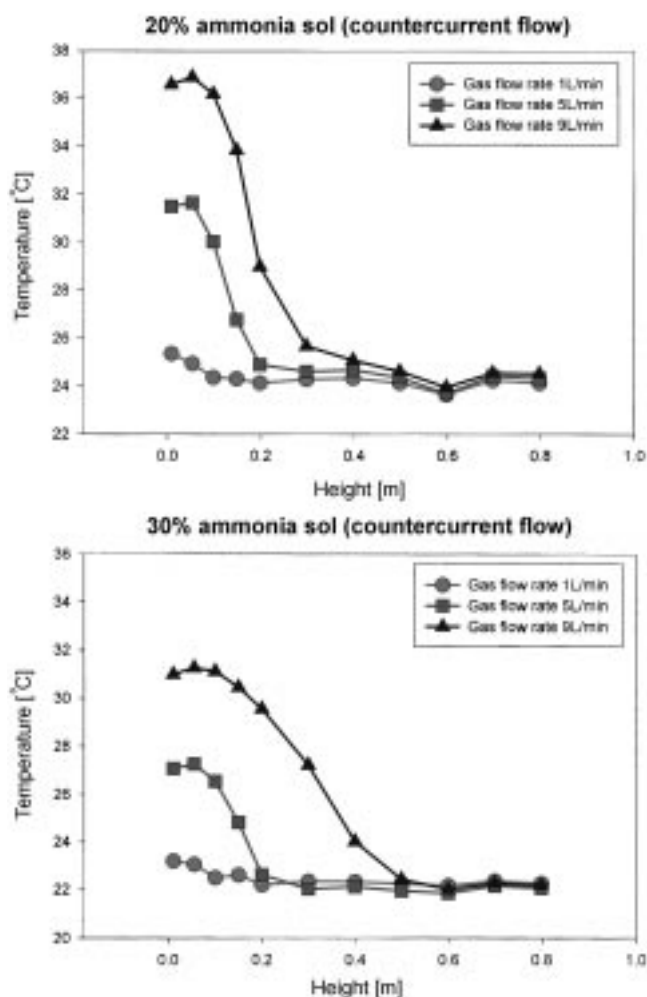 20% ammonia sol (countercurrent flow)
38
36
34
32
30
28
26
24
22
Temperature [°C]
Gas flow rate 1L/min
Gas flow rate 5L/min
Gas flow rate 9L/min
0.0 0.2 0.4 0.6 0.8 1.0
Height [m]
30% ammonia sol (countercurrent flow)
36
34
32
30
28
26
24
22
20
Temperature [°C]
Gas flow rate 1L/min
Gas flow rate 5L/min
Gas flow rate 9L/min
0.0 0.2 0.4 0.6 0.8 1.0
Height [m]